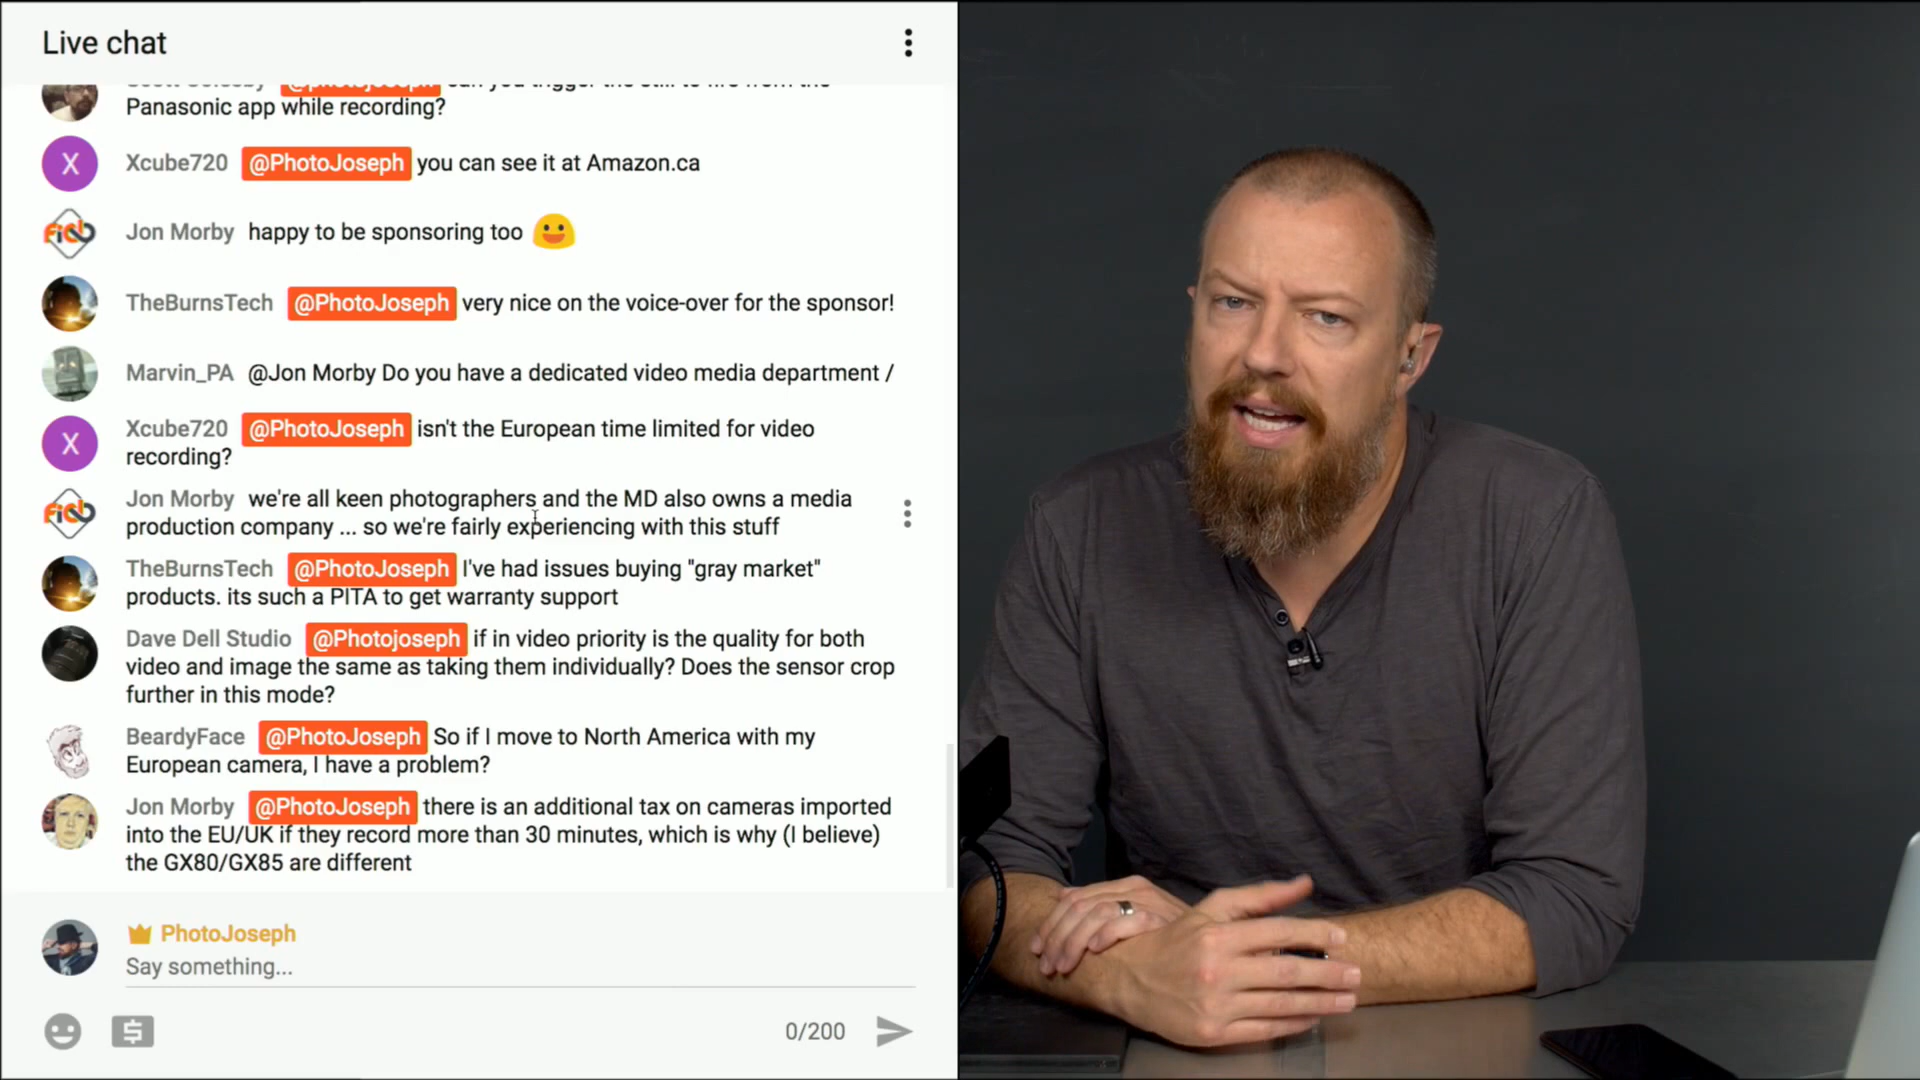 Live chat
Panasonic app while recording?
X
Xcube720 @PhotoJoseph you can see it at Amazon.ca
Jon Morby happy to be sponsoring too
TheBurnsTech @PhotoJoseph very nice on the voice-over for the sponsor!
Marvin_PA @Jon Morby Do you have a dedicated video media department /
X
Xcube720 @PhotoJoseph isn't the European time limited for video
recording?
Jon Morby we're all keen photographers and the MD also owns a media
production company ... so we're fairly experiencing with this stuff
TheBurnsTech @PhotoJoseph I've had issues buying "gray market"
products. its such a PITA to get warranty support
Dave Dell Studio @Photojoseph if in video priority is the quality for both
video and image the same as taking them individually? Does the sensor crop
further in this mode?
BeardyFace @PhotoJoseph So if I move to North America with my
European camera, I have a problem?
Jon Morby @PhotoJoseph there is an additional tax on cameras imported
into the EU/UK if they record more than 30 minutes, which is why (I believe)
the GX80/GX85 are different
PhotoJoseph
Say something...
$
0/200